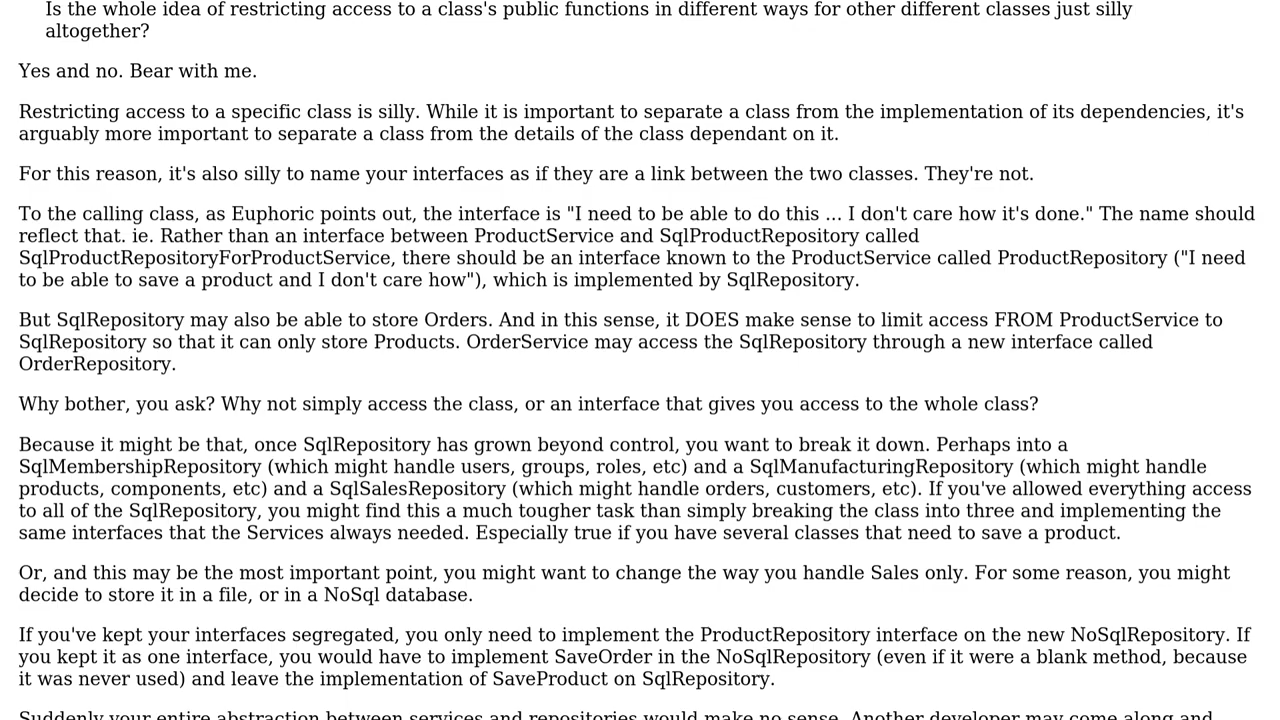 Is the whole idea of restricting access to a class's public functions in different ways for other different classes just silly
altogether?
Yes and no. Bear with me.
Restricting access to a specific class is silly. While it is important to separate a class from the implementation of its dependencies, it's
arguably more important to separate a class from the details of the class dependant on it.
For this reason, it's also silly to name your interfaces as if they are a link between the two classes. They're not.
To the calling class, as Euphoric points out, the interface is "I need to be able to do this ... I don't care how it's done." The name should
reflect that. ie. Rather than an interface between ProductService and SqlProductRepository called
SqlProductRepositoryForProductService, there should be an interface known to the ProductService called ProductRepository ("I need
to be able to save a product and I don't care how"), which is implemented by SqlRepository.
But SqlRepository may also be able to store Orders. And in this sense, it DOES make sense to limit access FROM ProductService to
SqlRepository so that it can only store Products. OrderService may access the SqlRepository through a new interface called
OrderRepository.
Why bother, you ask? Why not simply access the class, or an interface that gives you access to the whole class?
Because it might be that, once SqlRepository has grown beyond control, you want to break it down. Perhaps into a
SqlMembershipRepository (which might handle users, groups, roles, etc) and a SqlManufacturingRepository (which might handle
products, components, etc) and a SqlSalesRepository (which might handle orders, customers, etc). If you've allowed everything access
to all of the SqlRepository, you might find this a much tougher task than simply breaking the class into three and implementing the
same interfaces that the Services always needed. Especially true if you have several classes that need to save a product.
Or, and this may be the most important point, you might want to change the way you handle Sales only. For some reason, you might
decide to store it in a file, or in a NoSql database.
If you've kept your interfaces segregated, you only need to implement the ProductRepository interface on the new NoSqlRepository. If
you kept it as one interface, you would have to implement SaveOrder in the NoSqlRepository (even if it were a blank method, because
it was never used) and leave the implementation of SaveProduct on SqlRepository.
Suddenly your entire abstraction between services and repositories would make no sense. Another developer may come along and